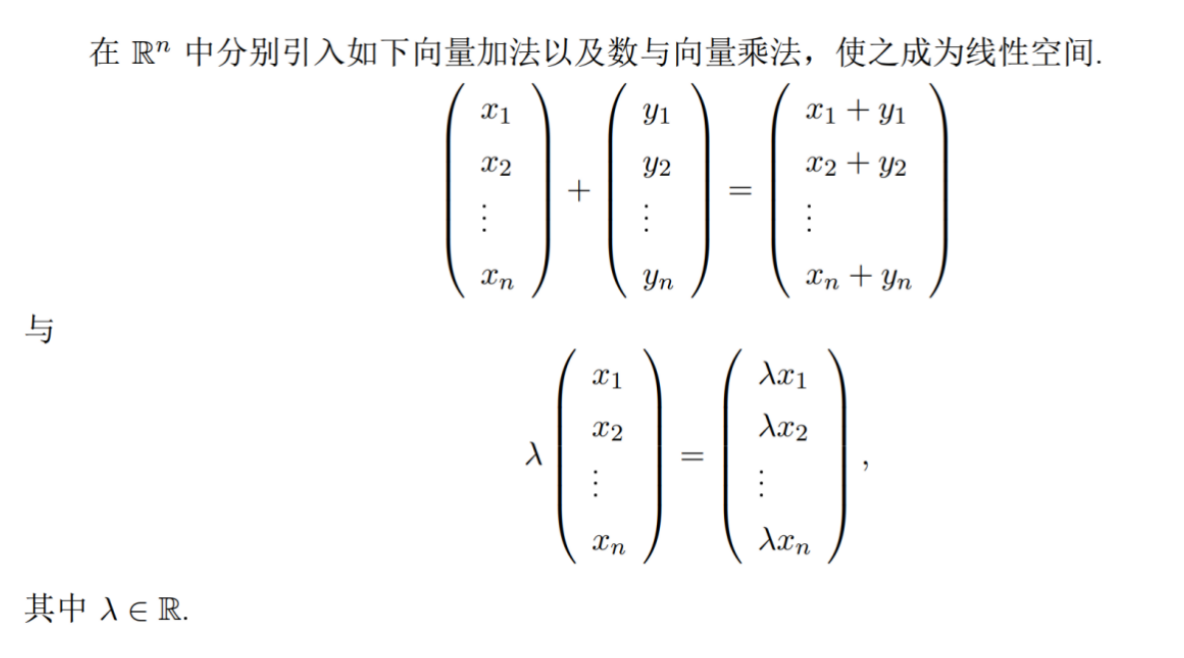 在 ℝⁿ 中分别引入如下向量加法以及数与向量乘法，使之成为线性空间.
$$\begin{pmatrix} x_1 \\ x_2 \\ \vdots \\ x_n \end{pmatrix} + \begin{pmatrix} y_1 \\ y_2 \\ \vdots \\ y_n \end{pmatrix} = \begin{pmatrix} x_1 + y_1 \\ x_2 + y_2 \\ \vdots \\ x_n + y_n \end{pmatrix}$$
与
$$\lambda \begin{pmatrix} x_1 \\ x_2 \\ \vdots \\ x_n \end{pmatrix} = \begin{pmatrix} \lambda x_1 \\ \lambda x_2 \\ \vdots \\ \lambda x_n \end{pmatrix},$$
其中 λ ∈ ℝ.